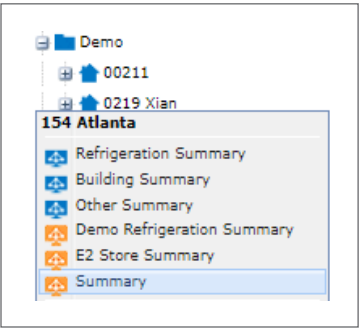 Demo
00211
0219 Xian
154 Atlanta
Refrigeration Summary
Building Summary
Other Summary
Demo Refrigeration Summary
E2 Store Summary
Summary